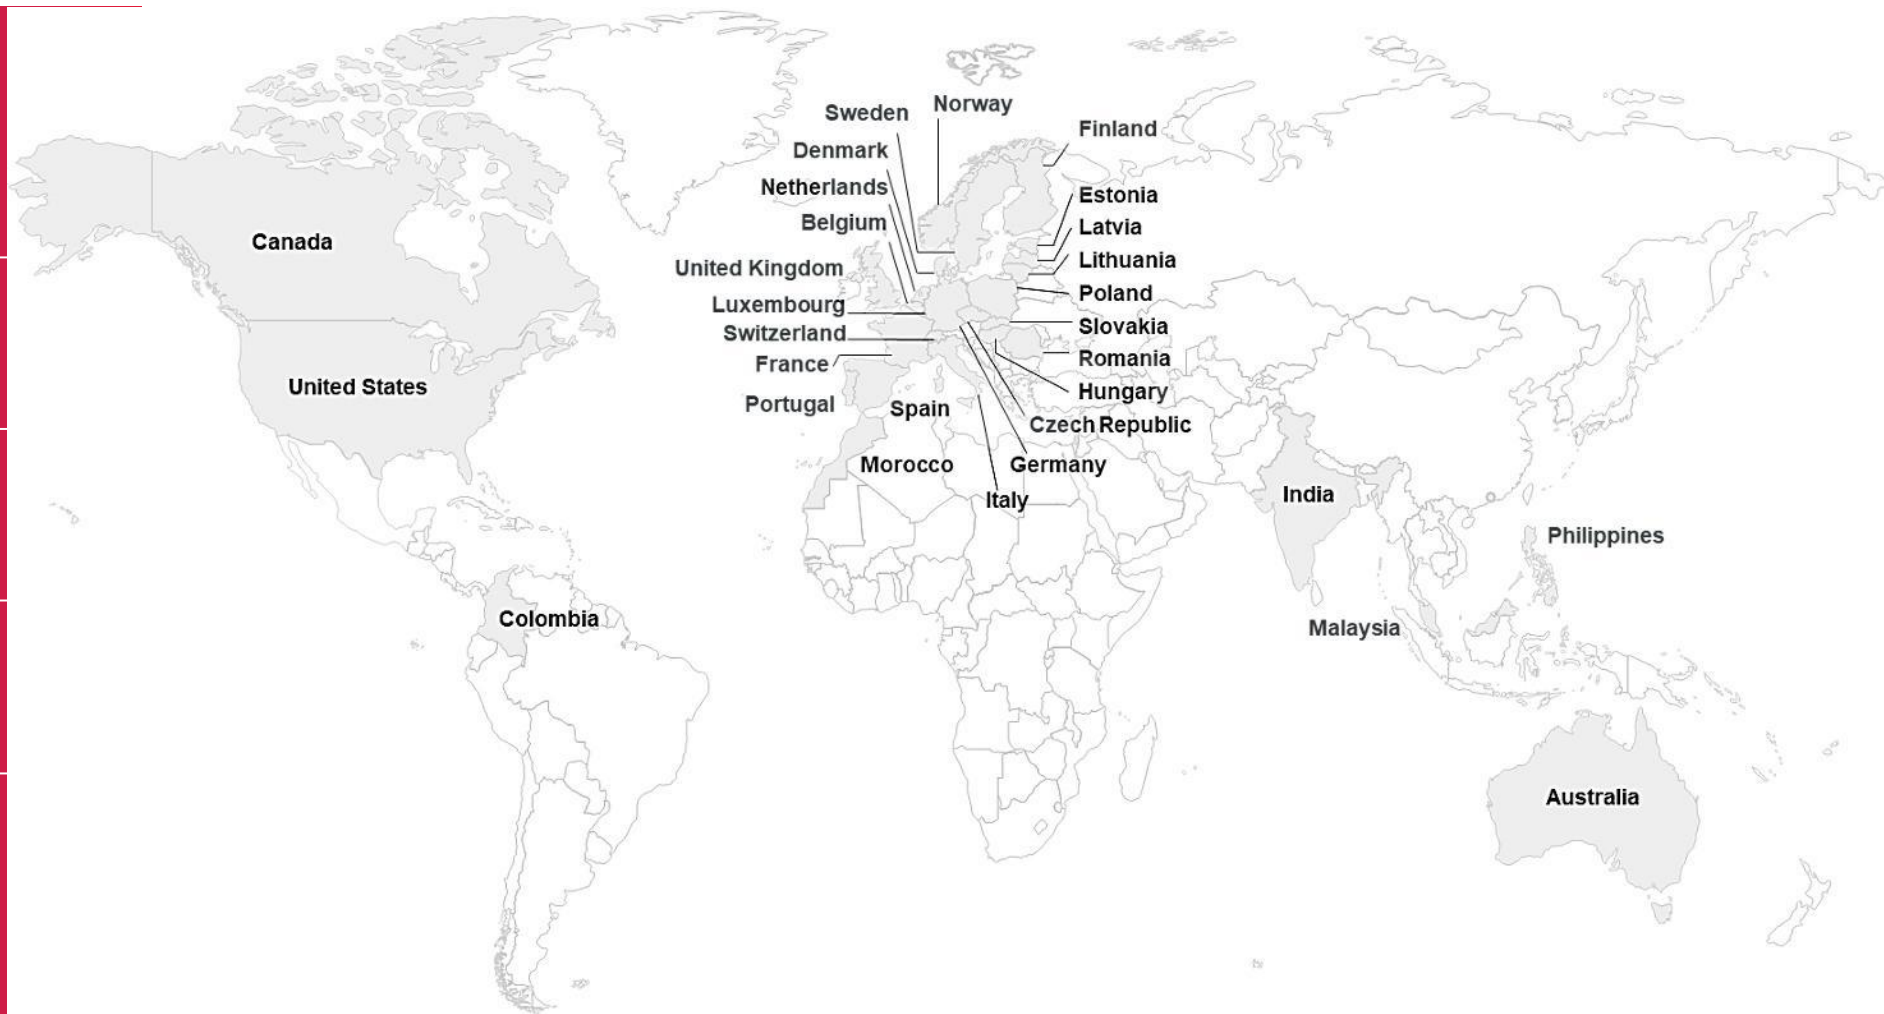 Norway
Sweden
Finland
Denmark
Netherlands
Estonia
Belgium
Latvia
Canada
Lithuania
United Kingdom
Poland
Luxembourg
Slovakia
Switzerland
Romania
France
United States
Hungary
Portugal
Spain
Czech Republic
Morocco
Germany
India
Italy
Philippines
Colombia
Malaysia
Australia